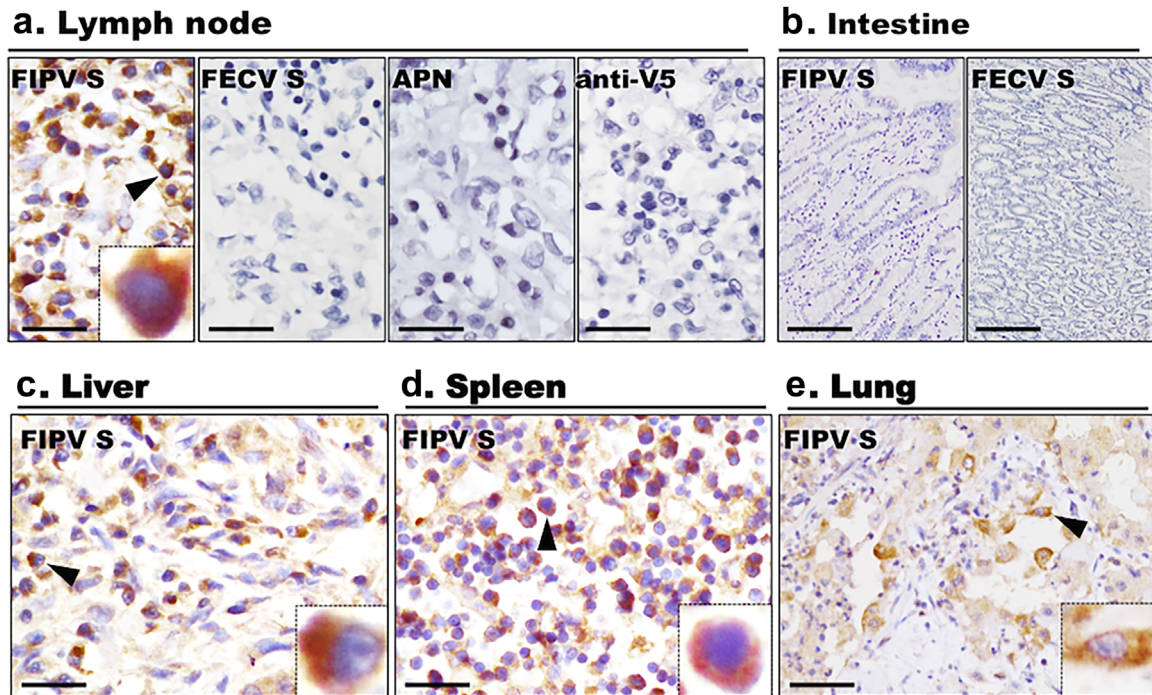 a. Lymph node
b. Intestine
FIPV S
FECV S
APN
anti-V5
FIPV S
FECV S
c. Liver
d. Spleen
e. Lung
FIPV S
FIPV S
FIPV S